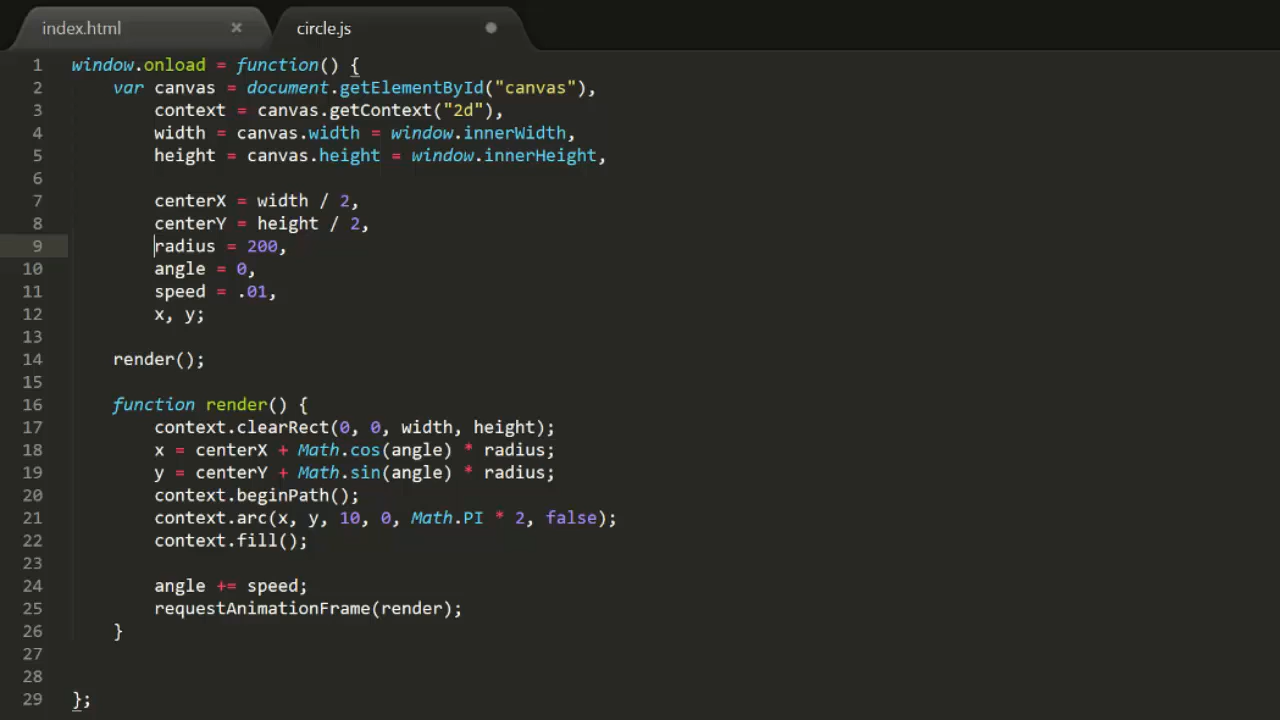 index.html × circle.js
1 window.onload = function() {
2 var canvas = document.getElementById("canvas"),
3 context = canvas.getContext("2d"),
4 width = canvas.width = window.innerWidth,
5 height = canvas.height = window.innerHeight,
6
7 centerX = width / 2,
8 centerY = height / 2,
9 radius = 200,
10 angle = 0,
11 speed = .01,
12 x, y;
13
14 render();
15
16 function render() {
17 context.clearRect(0, 0, width, height);
18 x = centerX + Math.cos(angle) * radius;
19 y = centerY + Math.sin(angle) * radius;
20 context.beginPath();
21 context.arc(x, y, 10, 0, Math.PI * 2, false);
22 context.fill();
23
24 angle += speed;
25 requestAnimationFrame(render);
26 }
27
28
29 };